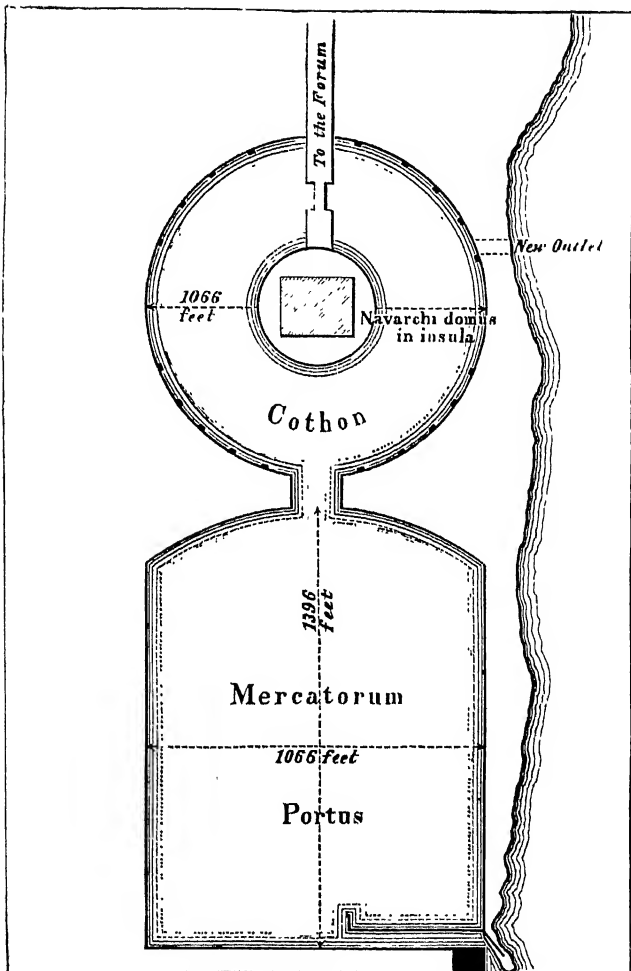 To the Forum
New Outlet
1066
feet
Navarchi domus
in insula
Cothon
1396
feet
Mercatorum
1066 feet
Portus